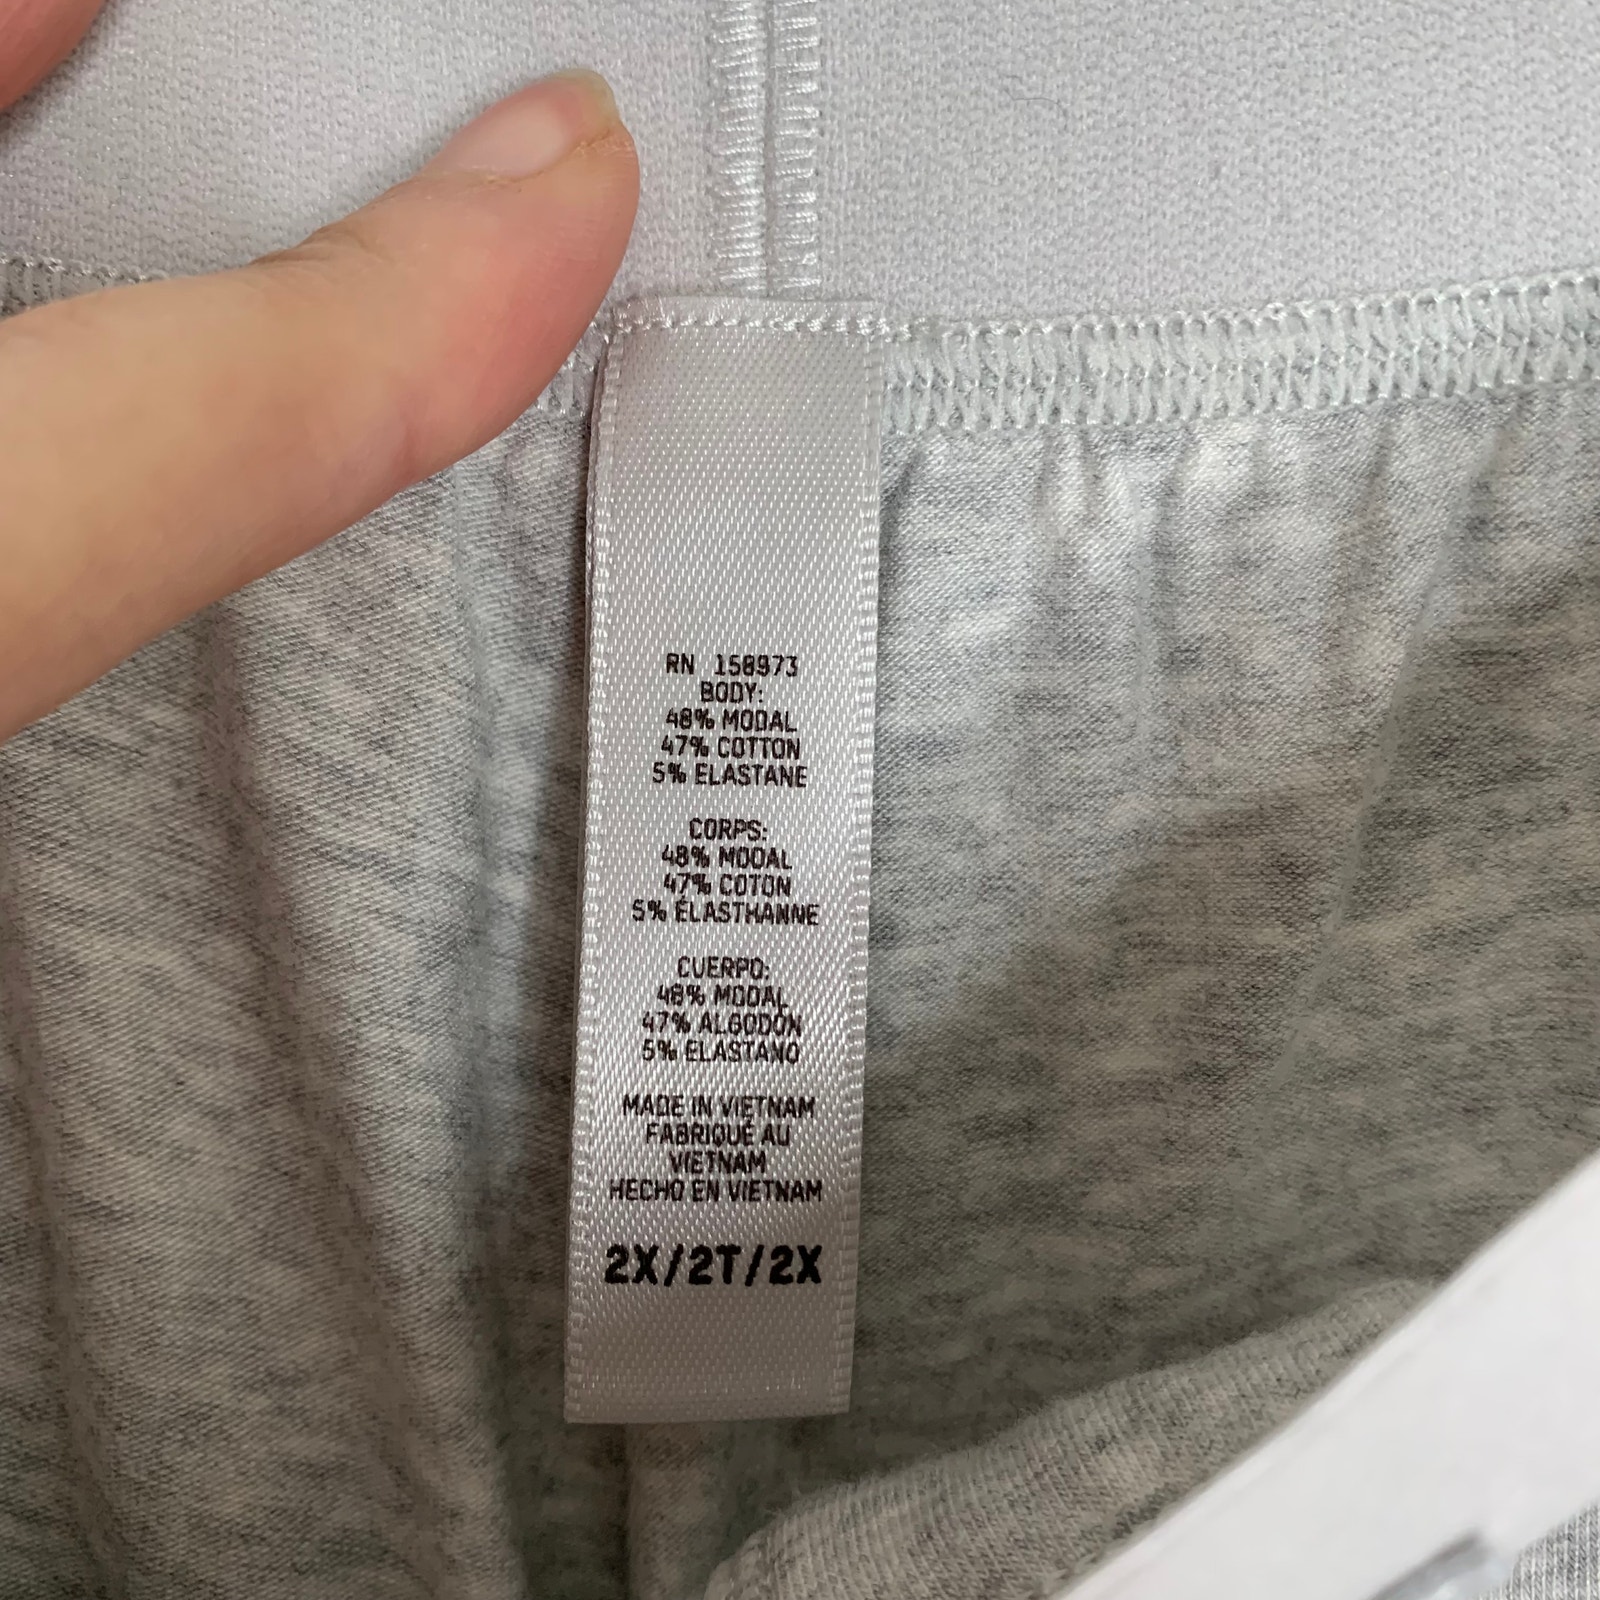 RN 158973
BODY:
48% MODAL
47% COTTON
5% ELASTANE
CORPS:
48% MODAL
47% COTON
5% ÉLASTHANNE
CUERPO:
48% MODAL
47% ALGODÓN
5% ELASTANO
MADE IN VIETNAM
FABRIQUÉ AU
VIETNAM
HECHO EN VIETNAM
2X/2T/2X